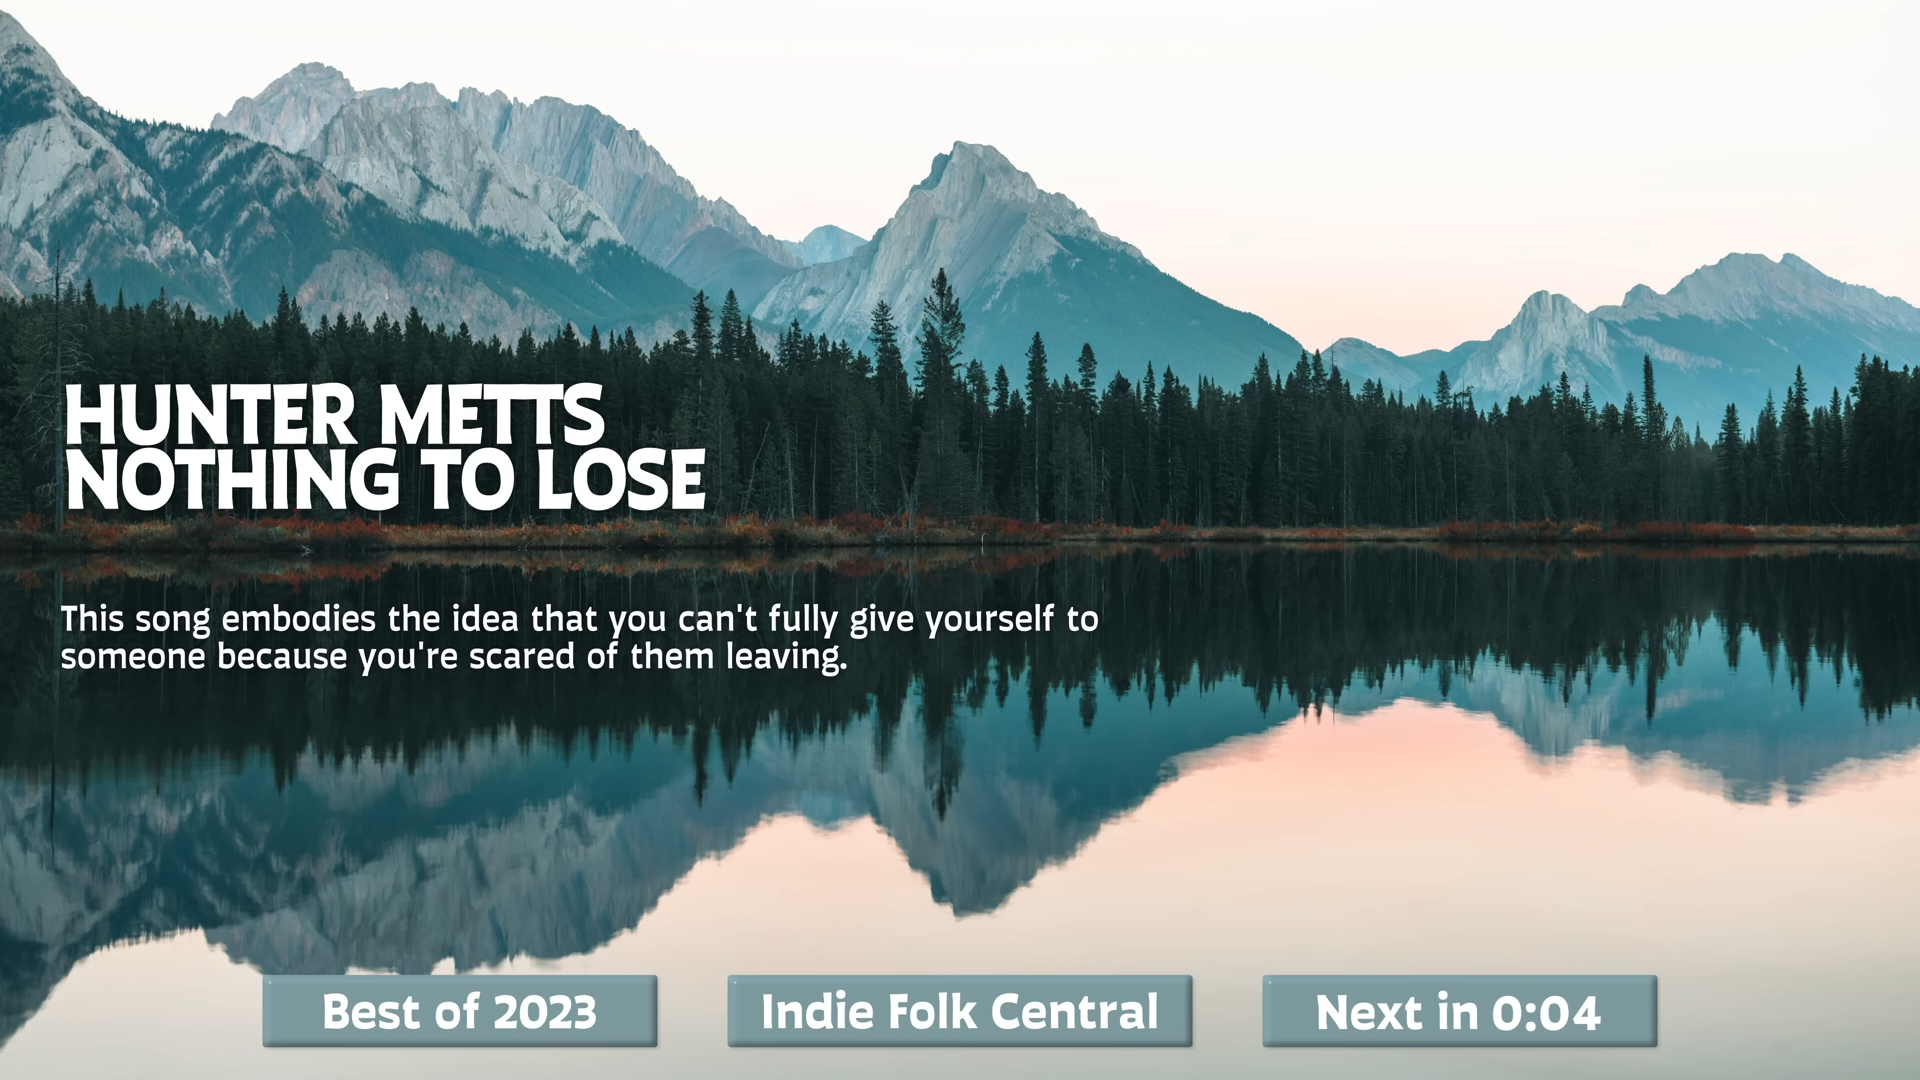 HUNTER METTS
NOTHING TO LOSE
This song embodies the idea that you can't fully give yourself to
someone because you're scared of them leaving.
Best of 2023
Indie Folk Central
Next in 0:04